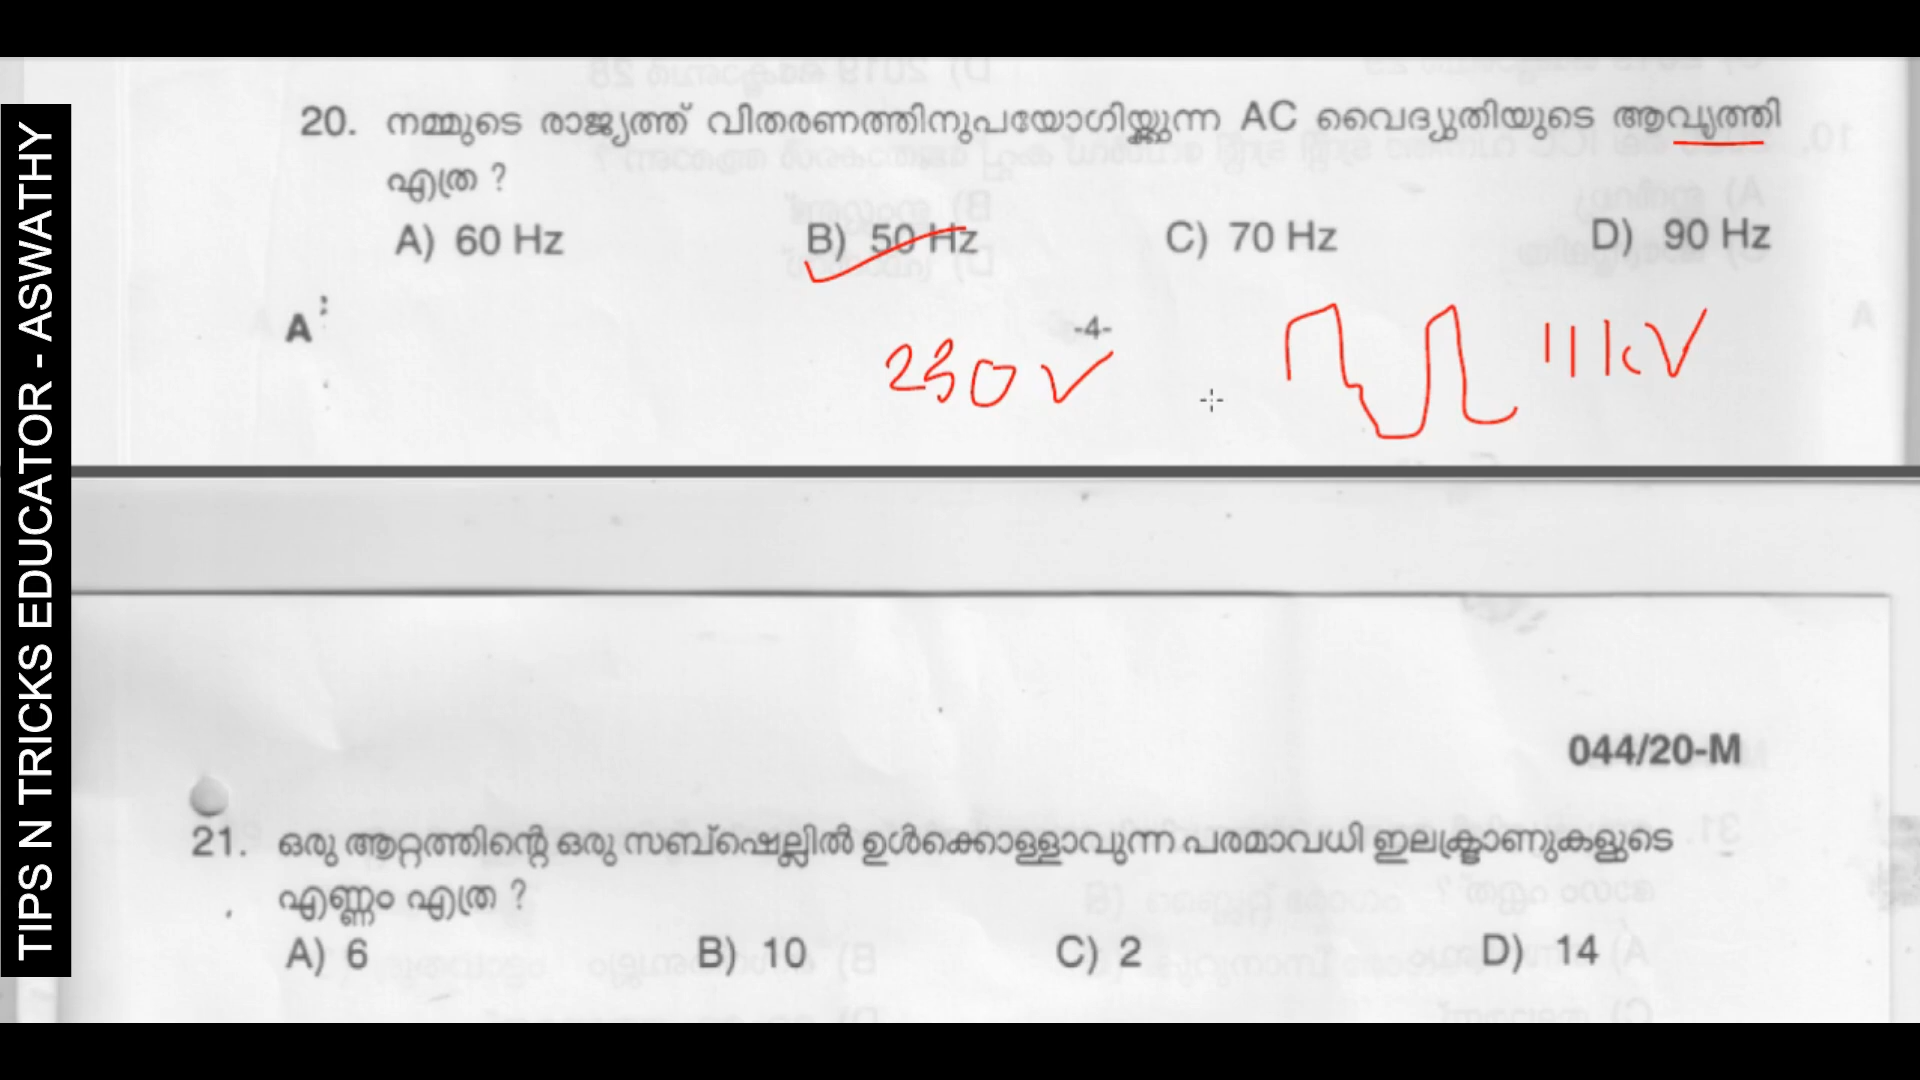 TIPS N TRICKS EDUCATOR - ASWATHY
20. നമ്മുടെ രാജ്യത്ത് വിതരണത്തിനുപയോഗിയ്ക്കുന്ന AC വൈദ്യുതിയുടെ ആവൃത്തി
എത്ര ?
A) 60 Hz B) 50 Hz C) 70 Hz D) 90 Hz
A
-4-
230 V 11 kV
044/20-M
21. ഒരു ആറ്റത്തിന്റെ ഒരു സബ്ഷെല്ലിൽ ഉൾക്കൊള്ളാവുന്ന പരമാവധി ഇലക്ട്രാണുകളുടെ
എണ്ണം എത്ര ?
A) 6 B) 10 C) 2 D) 14